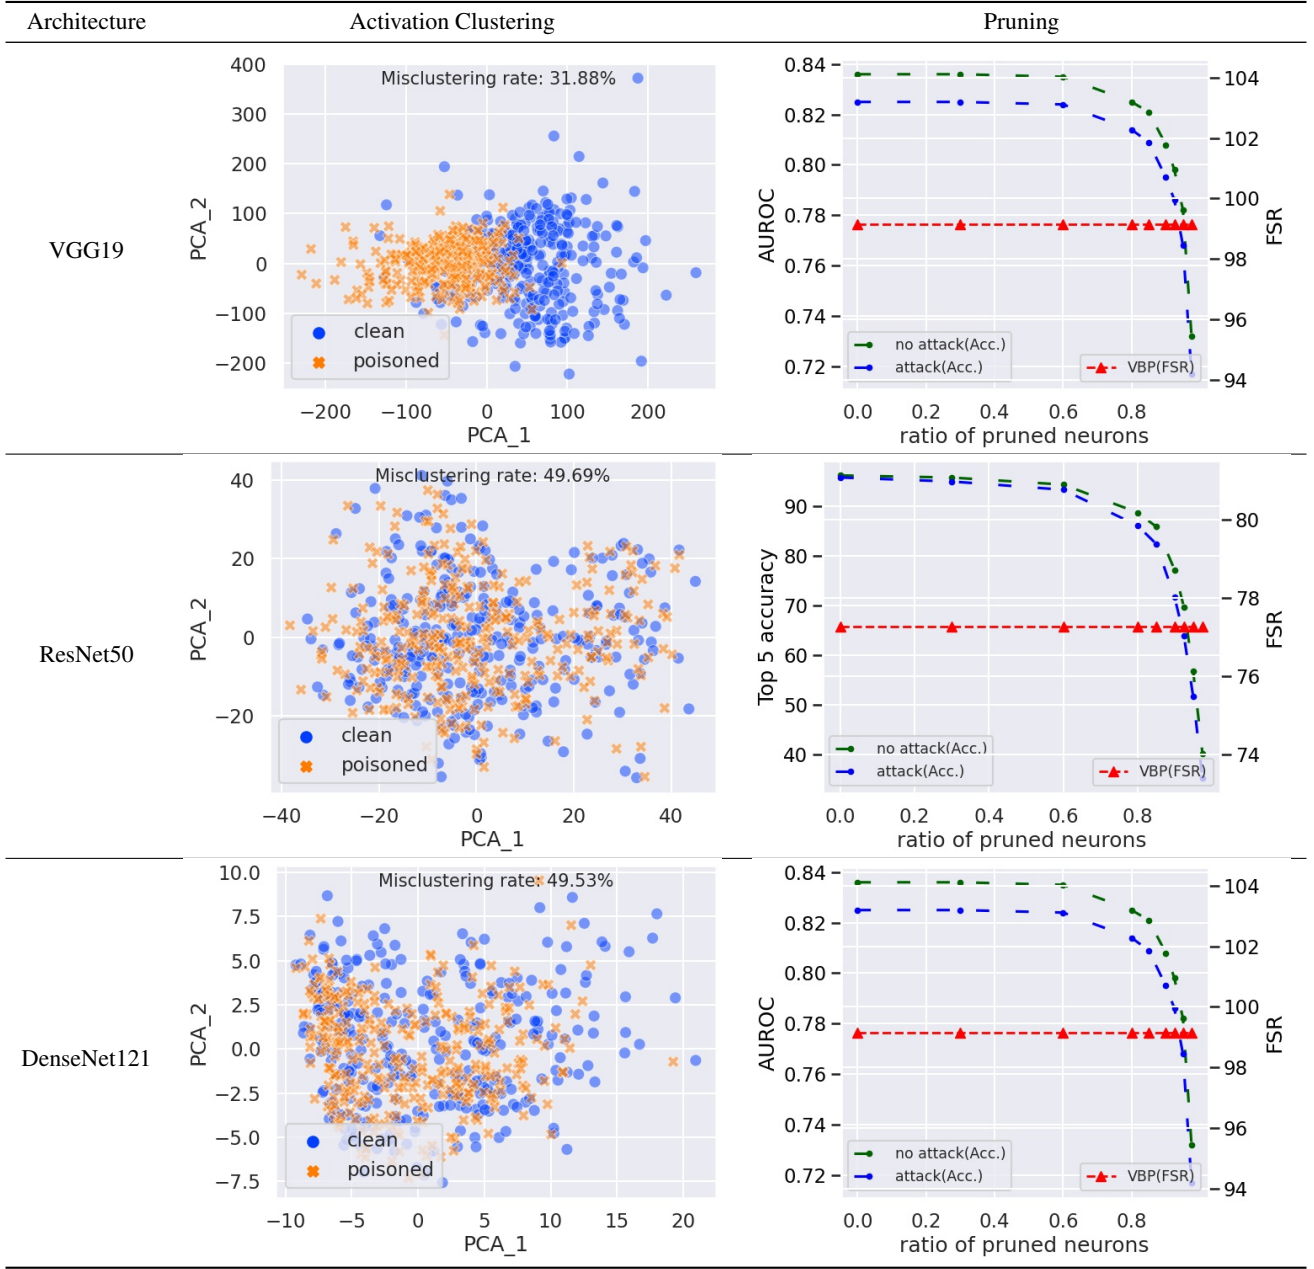 Architecture Activation Clustering Pruning
VGG19
Misclustering rate: 31.88%
400
300
200
100
0
−100
−200
PCA_2
clean
poisoned
−200 −100 0 100 200
PCA_1
0.84
0.82
0.80
0.78
0.76
0.74
0.72
AUROC
104
102
100
98
96
94
FSR
no attack(Acc.)
attack(Acc.)
VBP(FSR)
0.0 0.2 0.4 0.6 0.8
ratio of pruned neurons
ResNet50
Misclustering rate: 49.69%
40
20
0
−20
PCA_2
clean
poisoned
−40 −20 0 20 40
PCA_1
90
80
70
60
50
40
Top 5 accuracy
80
78
76
74
FSR
no attack(Acc.)
attack(Acc.)
VBP(FSR)
0.0 0.2 0.4 0.6 0.8
ratio of pruned neurons
DenseNet121
Misclustering rate: 49.53%
10.0
7.5
5.0
2.5
0.0
−2.5
−5.0
−7.5
PCA_2
clean
poisoned
−10 −5 0 5 10 15 20
PCA_1
0.84
0.82
0.80
0.78
0.76
0.74
0.72
AUROC
104
102
100
98
96
94
FSR
no attack(Acc.)
attack(Acc.)
VBP(FSR)
0.0 0.2 0.4 0.6 0.8
ratio of pruned neurons